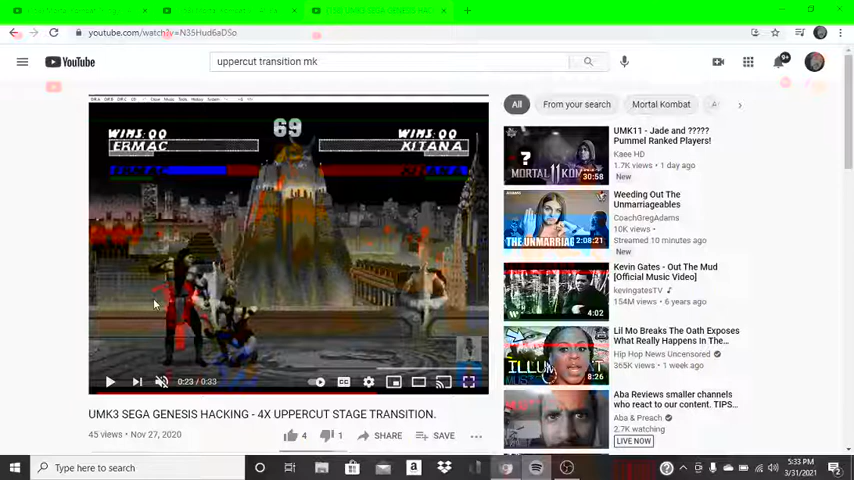 youtube.com/watch?v=N35Hud6aDSo
YouTube
uppercut transition mk
9+
All
From your search
Mortal Kombat
WINS:00
ERMAC
69
WINS:00
KITANA
0:23 / 0:33
UMK3 SEGA GENESIS HACKING - 4X UPPERCUT STAGE TRANSITION.
45 views • Nov 27, 2020
4
1
SHARE
SAVE
MORTAL 11 KOMBAT
30:58
UMK11 - Jade and ?????
Pummel Ranked Players!
Kaee HD
1.7K views • 1 day ago
New
2:08:21
Weeding Out The
Unmarriageables
CoachGregAdams
10K views •
Streamed 10 minutes ago
New
4:02
Kevin Gates - Out The Mud
[Official Music Video]
kevingatesTV
154M views • 6 years ago
8:26
Lil Mo Breaks The Oath Exposes
What Really Happens In The...
Hip Hop News Uncensored
365K views • 1 week ago
Aba Reviews smaller channels
who react to our content. TIPS...
Aba & Preach
2.7K watching
LIVE NOW
Type here to search
5:33 PM
3/31/2021
2